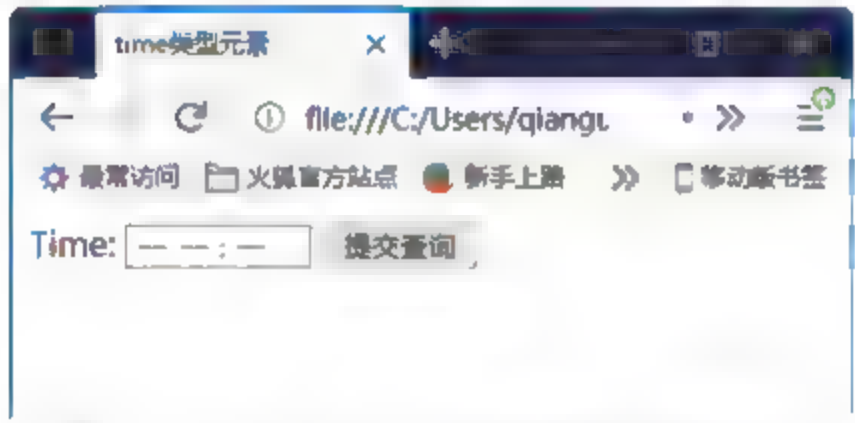 time类型元素 ×
file:///C:/Users/qiangu
最常访问 火狐官方站点 新手上路 移动版书签
Time: -- -- : -- 提交查询